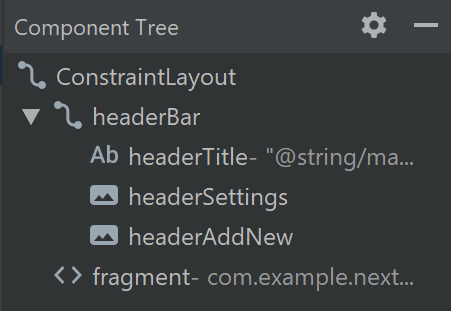 Component Tree
ConstraintLayout
headerBar
Ab headerTitle- "@string/ma...
headerSettings
headerAddNew
<> fragment- com.example.next...